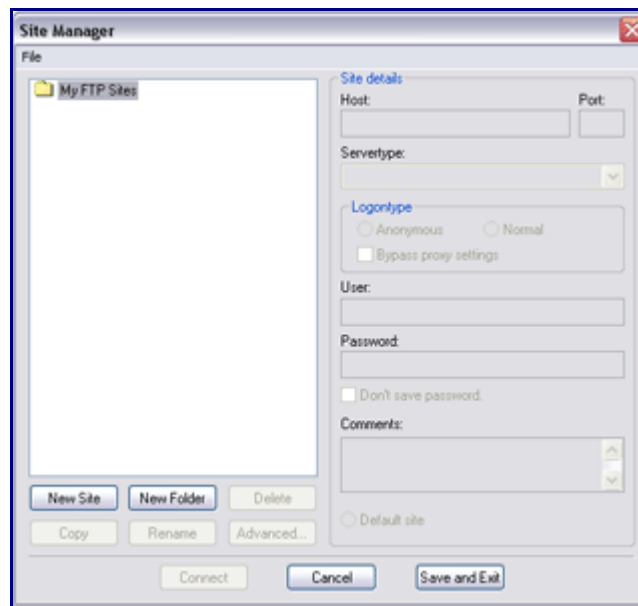 Site Manager
File
My FTP Sites
Site details
Host: Port:
Servertype:
Logontype
Anonymous Normal
Bypass proxy settings
User:
Password:
Don't save password.
Comments:
Default site
New Site New Folder Delete
Copy Rename Advanced...
Connect Cancel Save and Exit